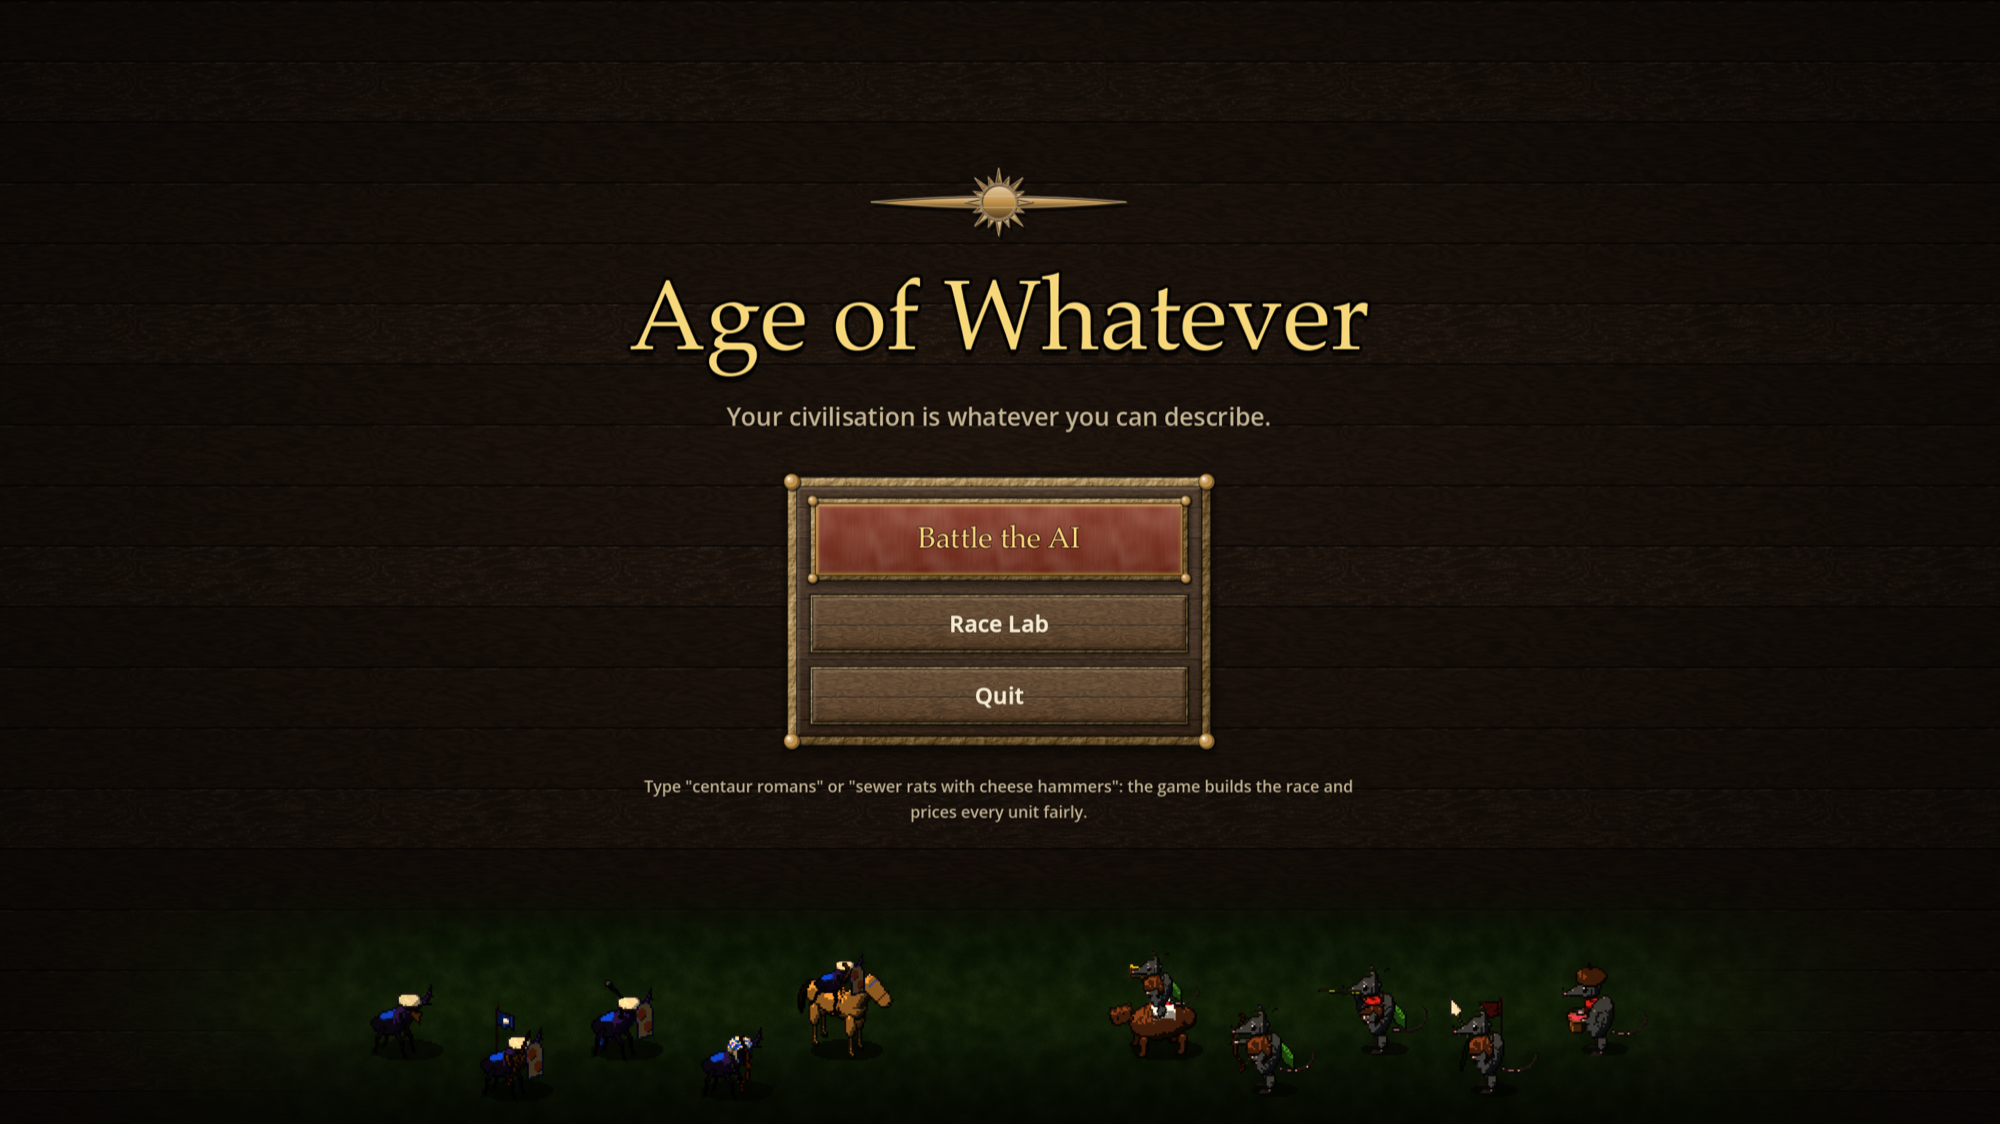 Age of Whatever
Your civilisation is whatever you can describe.
Battle the AI
Race Lab
Quit
Type "centaur romans" or "sewer rats with cheese hammers": the game builds the race and
prices every unit fairly.